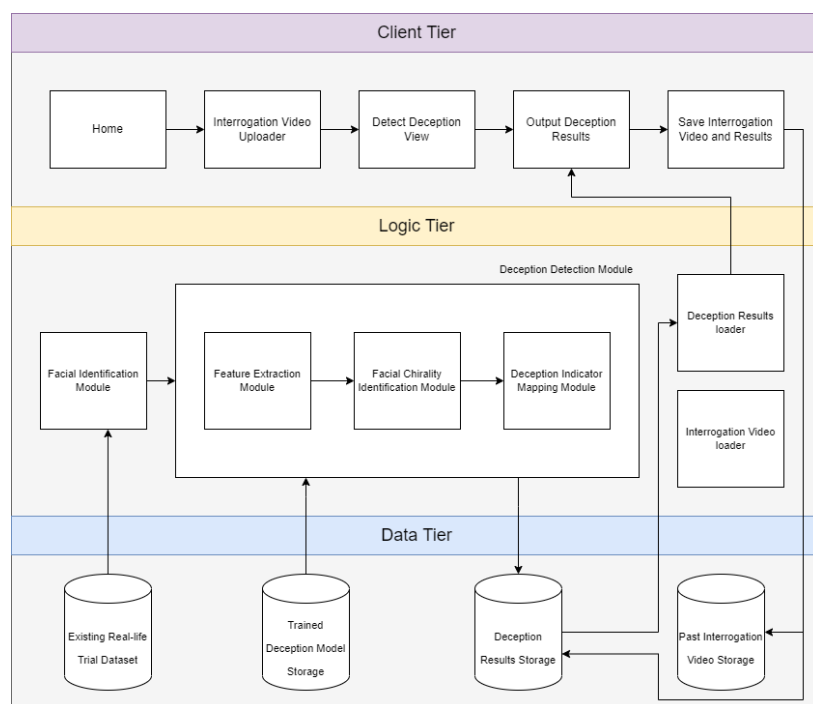 Client Tier
Home
Interrogation Video
Uploader
Detect Deception
View
Output Deception
Results
Save Interrogation
Video and Results
Logic Tier
Deception Detection Module
Facial Identification
Module
Feature Extraction
Module
Facial Chirality
Identification Module
Deception Indicator
Mapping Module
Deception Results
loader
Interrogation Video
loader
Data Tier
Existing Real-life
Trial Dataset
Trained
Deception Model
Storage
Deception
Results Storage
Past Interrogation
Video Storage